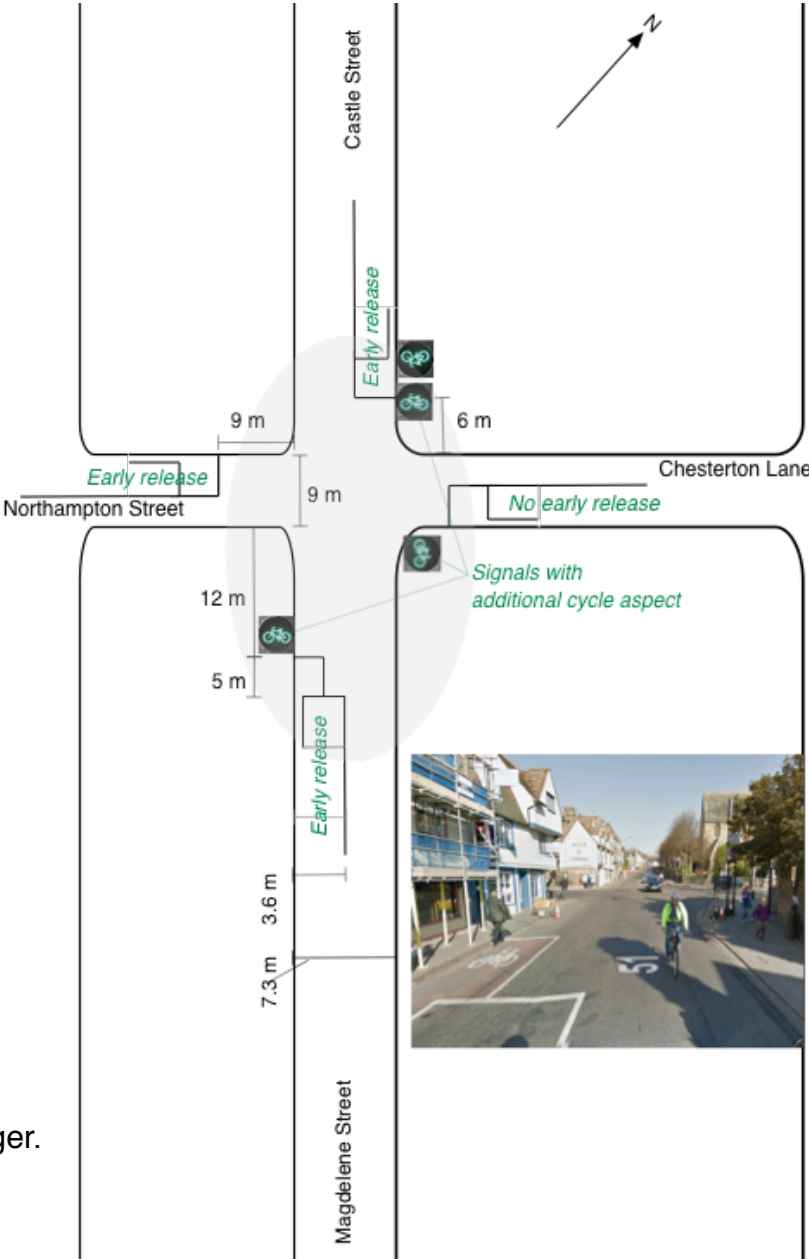 N
Castle Street
Early release
9 m
6 m
Early release
Northampton Street
9 m
Chesterton Lane
No early release
12 m
Signals with
additional cycle aspect
5 m
Early release
3.6 m
7.3 m
51
ger.
Magdelene Street